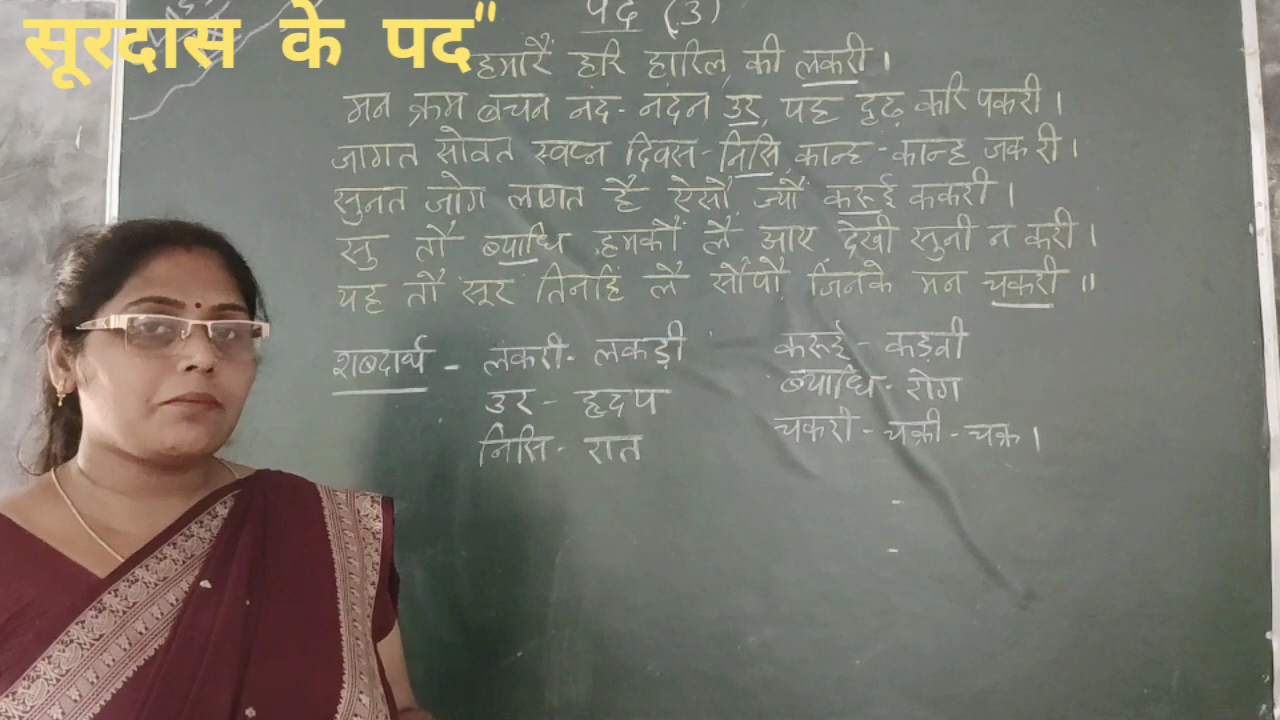 सूरदास के पद"
पद (3)
हमारैं हरि हारिल की लकरी।
मन क्रम बचन नंद-नंदन उर, यह दृढ़ करि पकरी।
जागत सोवत स्वप्न दिवस-निसि, कान्ह-कान्ह जकरी।
सुनत जोग लागत है ऐसौ, ज्यौं करूई ककरी।
सु तौ ब्याधि हमकौं लै आए देखी सुनी न करी।
यह तौ सूर तिनहिं लै सौंपौ, जिनके मन चकरी॥
शब्दार्थ - लकरी- लकड़ी
उर - हृदय
निसि - रात
करूई - कड़वी
ब्याधि - रोग
चकरी - चक्री - चक्र।